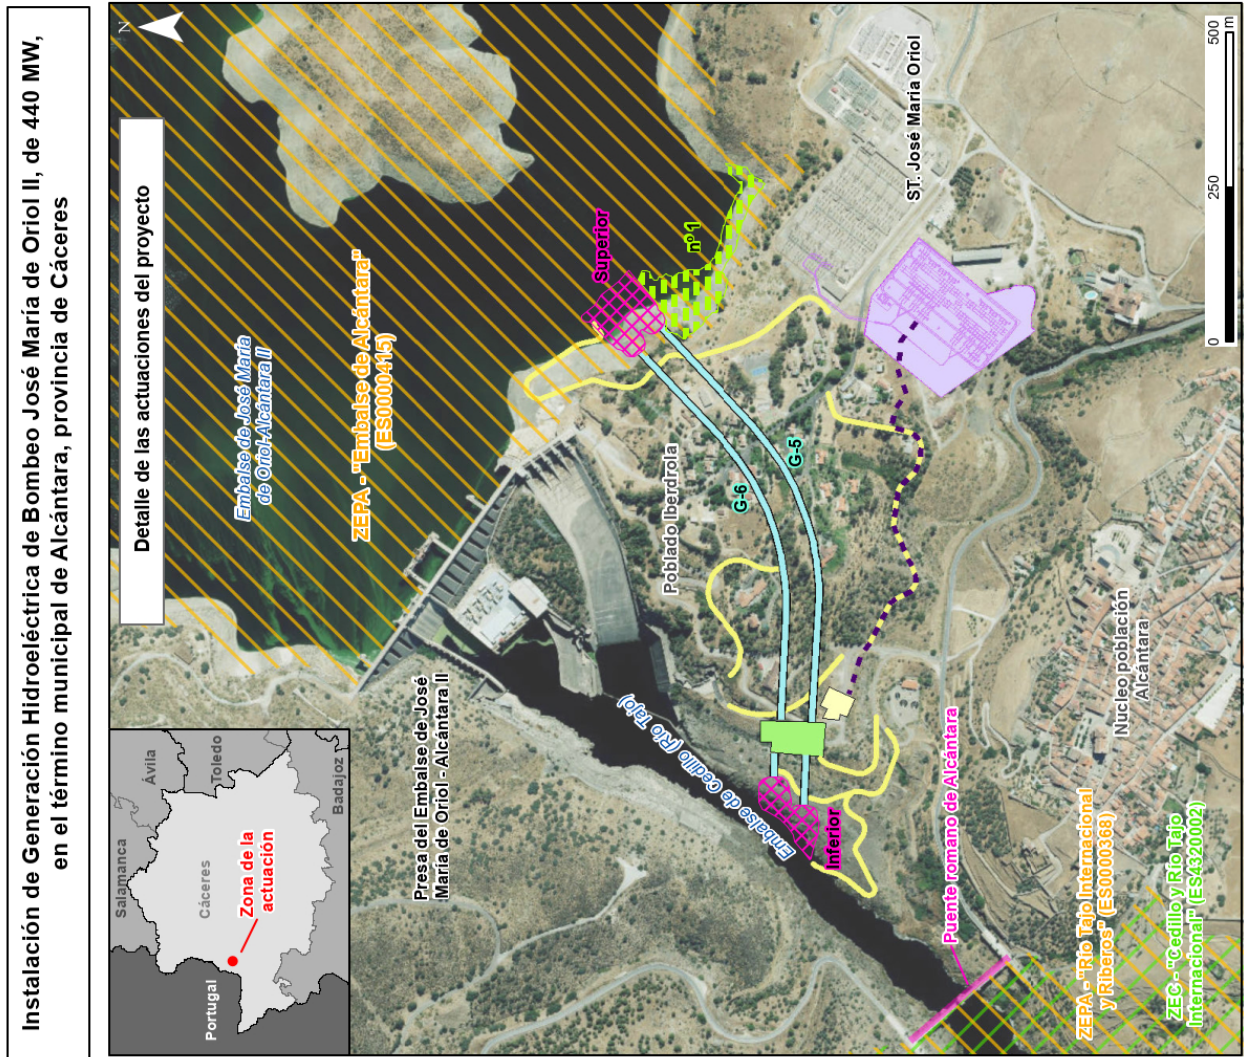 Instalación de Generación Hidroeléctrica de Bombeo José María de Oriol II, de 440 MW,
en el término municipal de Alcántara, provincia de Cáceres
Detalle de las actuaciones del proyecto
N
Salamanca
Ávila
Toledo
Cáceres
Badajoz
Portugal
Zona de la
actuación
Embalse de José María
de Oriol-Alcántara II
ZEPA - "Embalse de Alcántara"
(ES0000415)
Superior
nº 1
Presa del Embalse de José
María de Oriol - Alcántara II
Embalse de Cedillo (Río Tajo)
Poblado Iberdrola
G-6
G-5
ST. José María Oriol
Inferior
Puente romano de Alcántara
Nucleo población
Alcántara
ZEPA - "Río Tajo Internacional
y Riberos" (ES0000368)
ZEC - "Cedillo y Río Tajo
Internacional" (ES4320002)
0
250
500
m